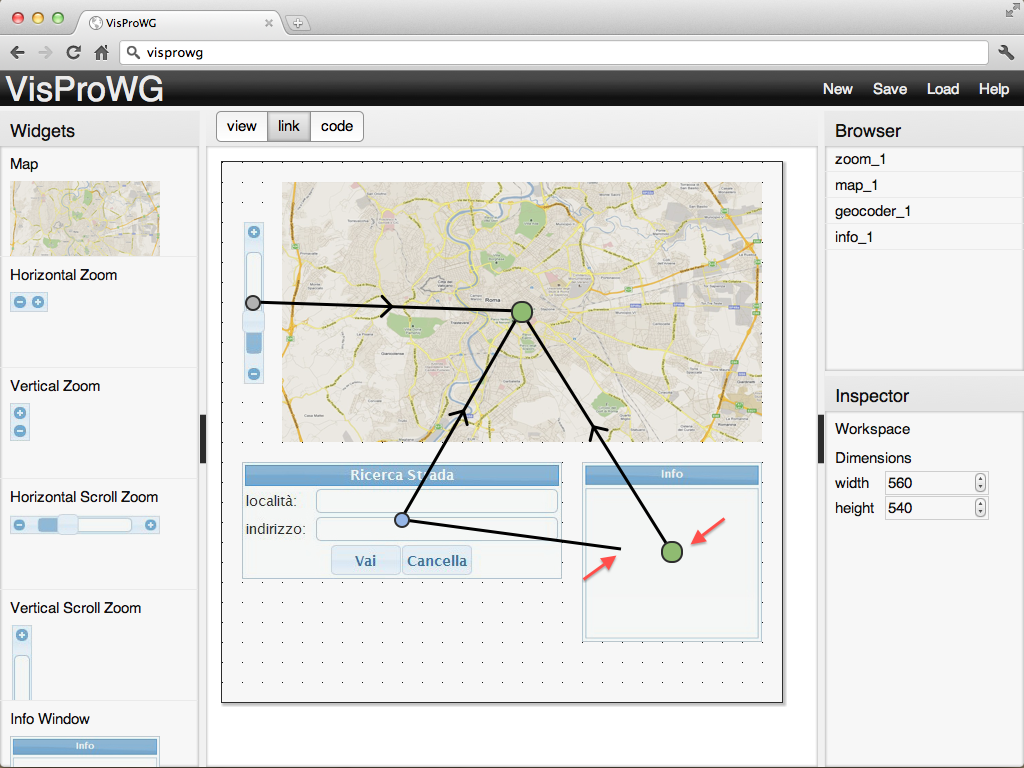 VisProWG
visprowg
VisProWG
New Save Load Help
Widgets
view link code
Browser
Map
zoom_1
map_1
geocoder_1
info_1
Horizontal Zoom
Vertical Zoom
Horizontal Scroll Zoom
Vertical Scroll Zoom
Info Window
Info
Roma
Ricerca Strada
località:
indirizzo:
Vai Cancella
Info
Inspector
Workspace
Dimensions
width 560
height 540